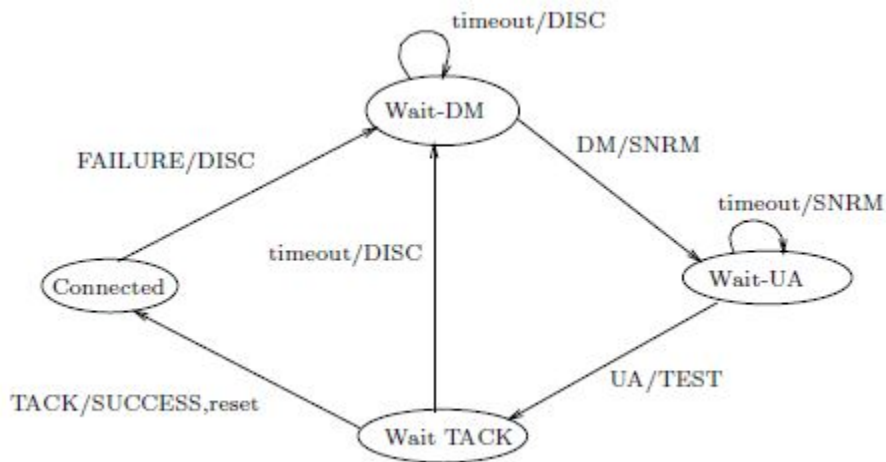 timeout/DISC
Wait-DM
FAILURE/DISC
DM/SNRM
timeout/SNRM
timeout/DISC
Connected
Wait-UA
UA/TEST
TACK/SUCCESS,reset
Wait TACK